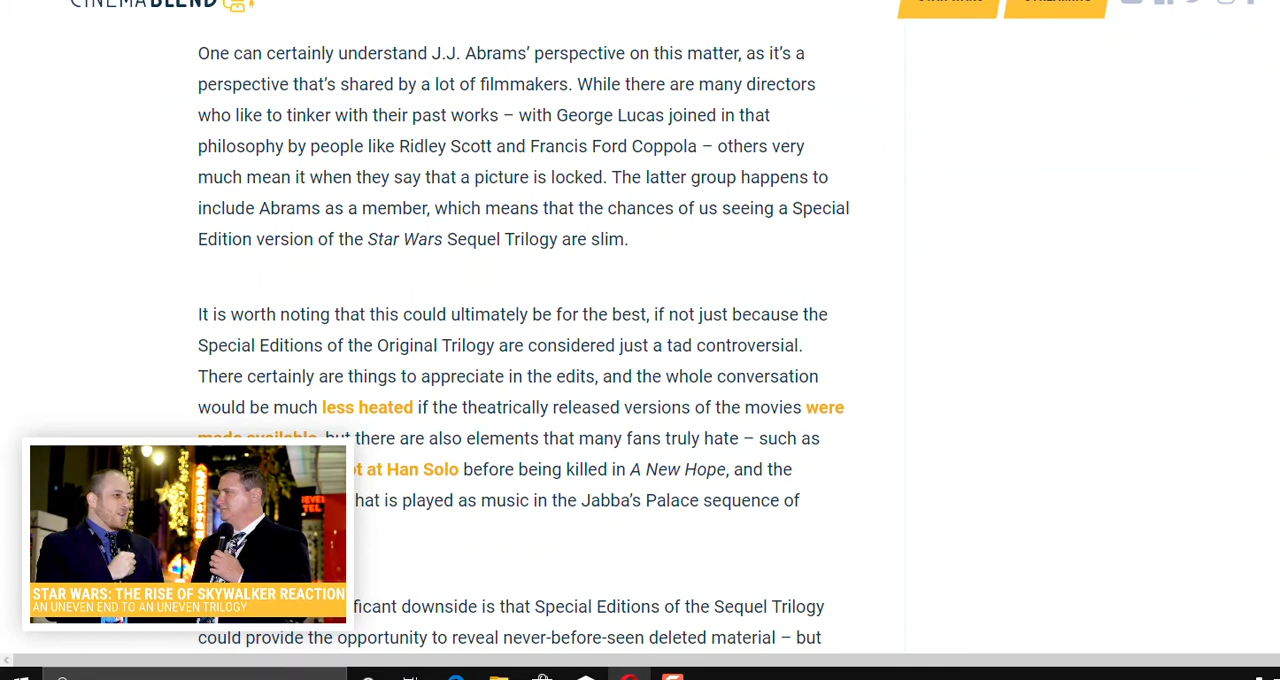 CINEMABLEND
STAR WARS STREAMING
One can certainly understand J.J. Abrams’ perspective on this matter, as it’s a
perspective that’s shared by a lot of filmmakers. While there are many directors
who like to tinker with their past works – with George Lucas joined in that
philosophy by people like Ridley Scott and Francis Ford Coppola – others very
much mean it when they say that a picture is locked. The latter group happens to
include Abrams as a member, which means that the chances of us seeing a Special
Edition version of the Star Wars Sequel Trilogy are slim.
It is worth noting that this could ultimately be for the best, if not just because the
Special Editions of the Original Trilogy are considered just a tad controversial.
There certainly are things to appreciate in the edits, and the whole conversation
would be much less heated if the theatrically released versions of the movies were
made available, but there are also elements that many fans truly hate – such as
at Han Solo before being killed in A New Hope, and the
hat is played as music in the Jabba’s Palace sequence of
STAR WARS: THE RISE OF SKYWALKER REACTION
AN UNEVEN END TO AN UNEVEN TRILOGY
ficant downside is that Special Editions of the Sequel Trilogy
could provide the opportunity to reveal never-before-seen deleted material – but